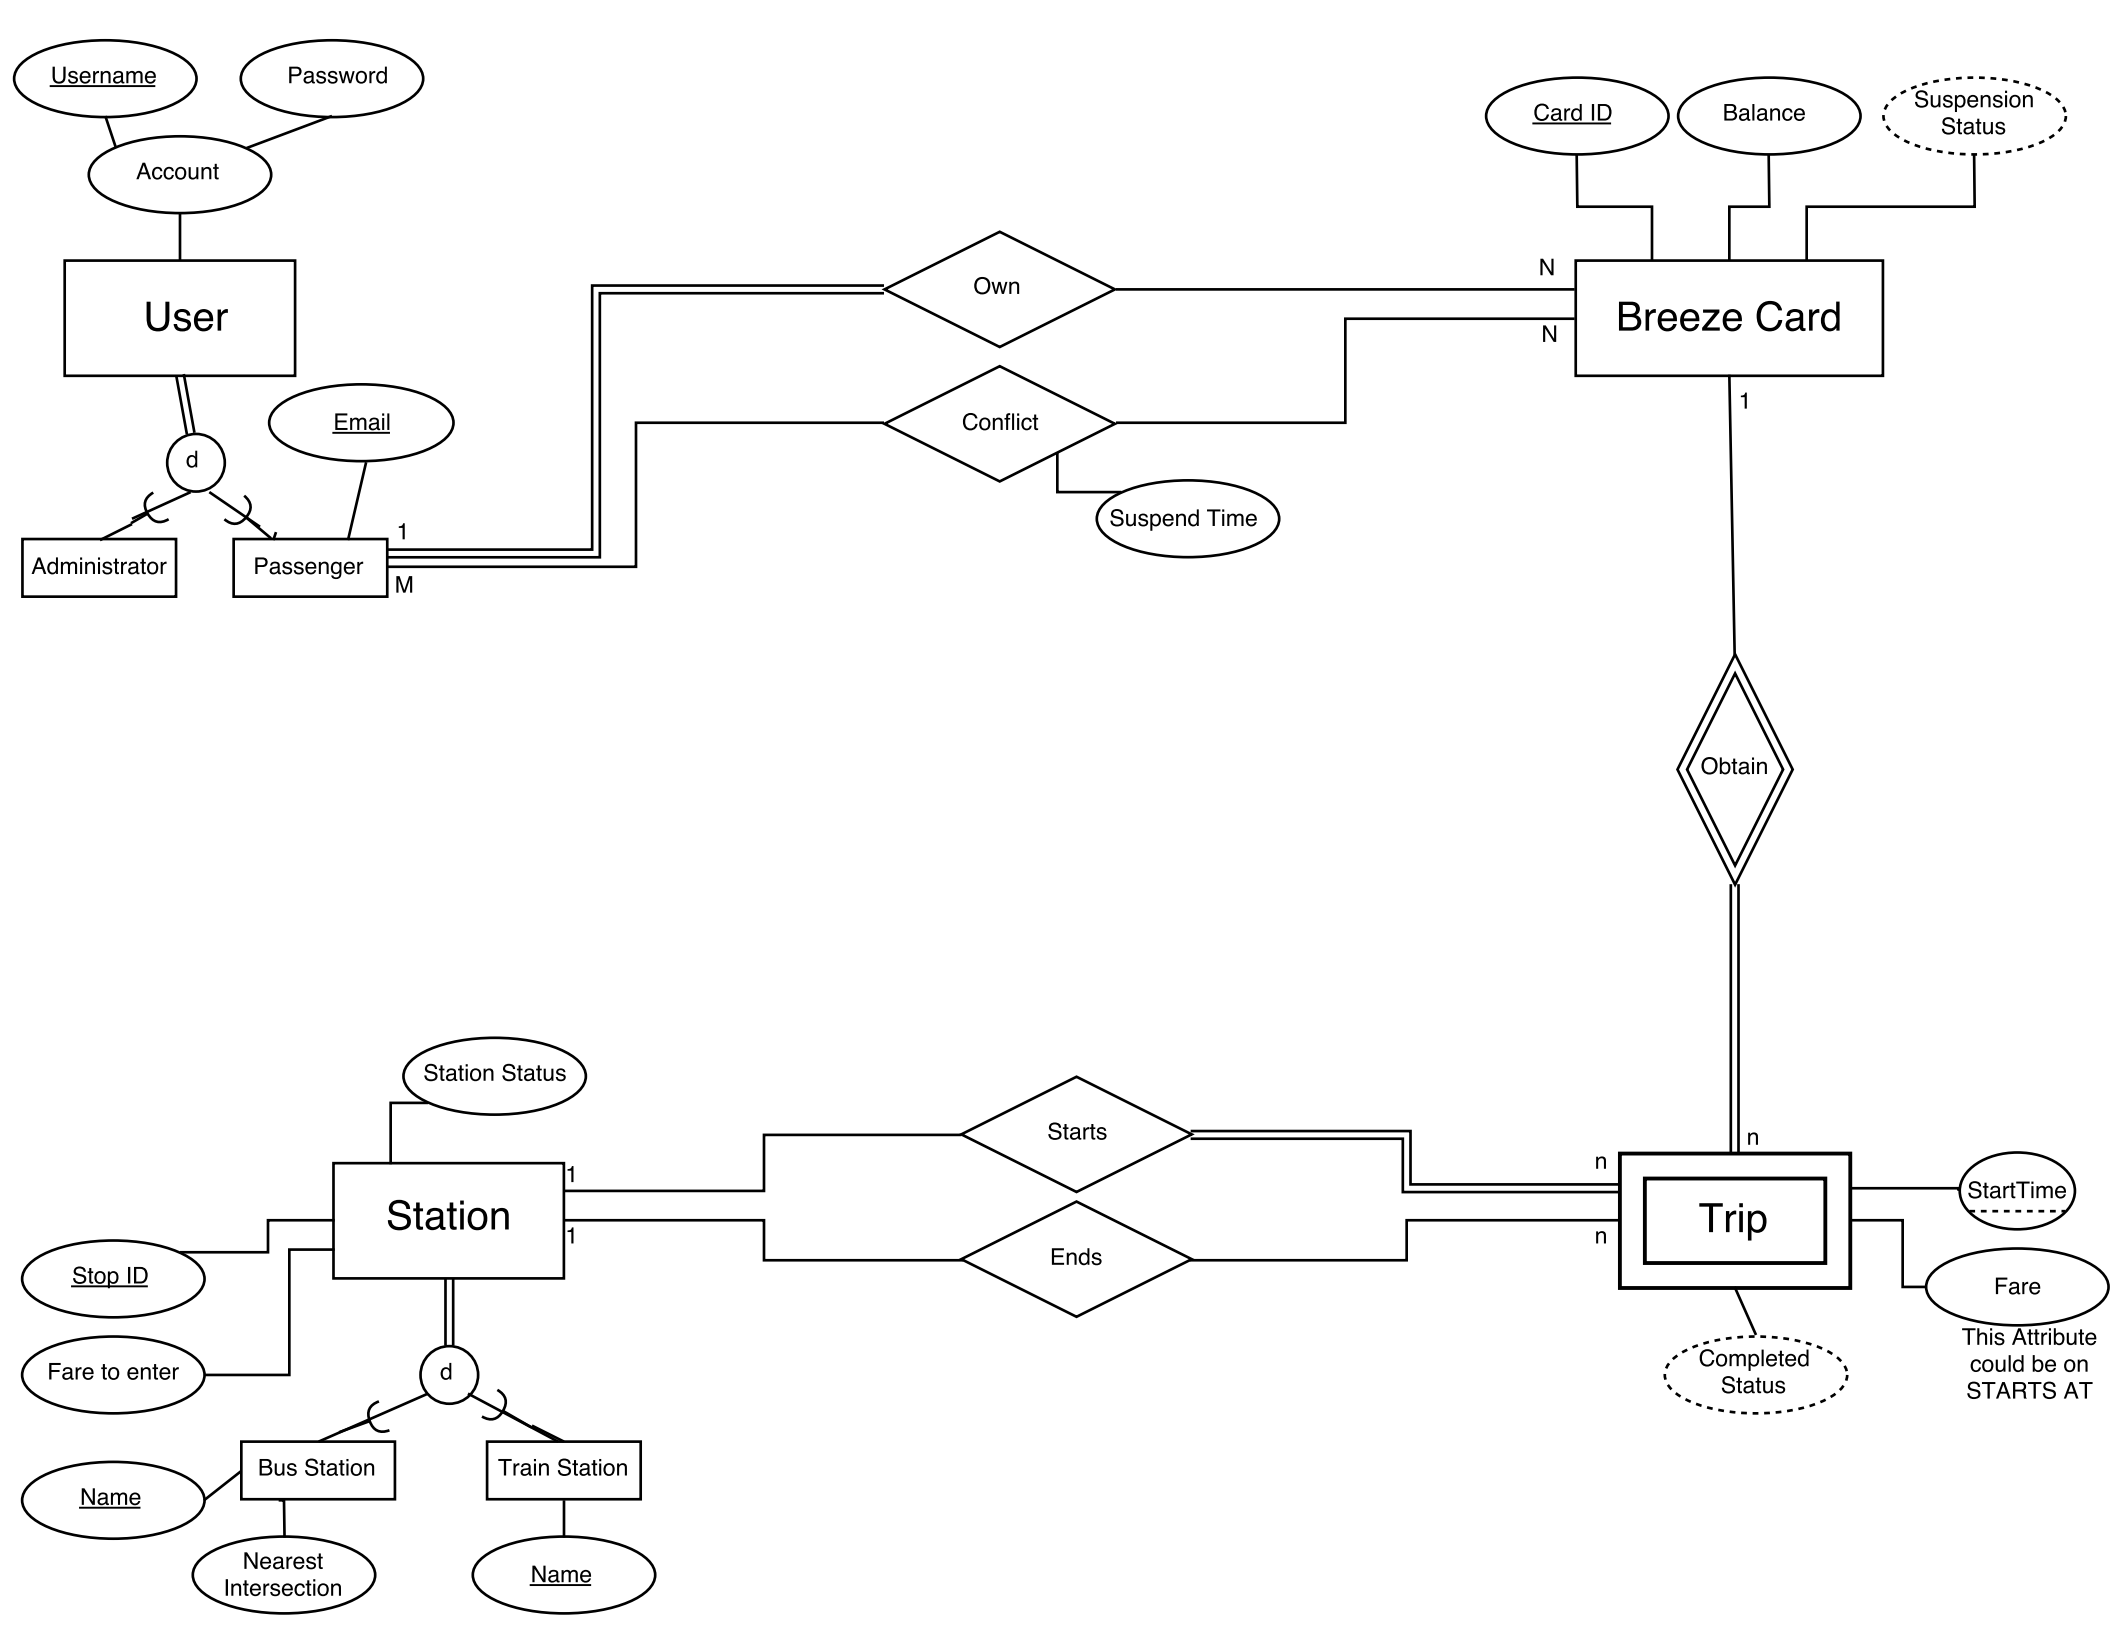 Username
Password
Account
User
d
Email
Administrator
Passenger
1
M
Own
Conflict
Suspend Time
Card ID
Balance
Suspension
Status
N
N
Breeze Card
1
Obtain
n
Station Status
Station
1
1
Stop ID
Fare to enter
d
Bus Station
Train Station
Name
Nearest
Intersection
Name
Starts
Ends
n
n
Trip
StartTime
Fare
This Attribute
could be on
STARTS AT
Completed
Status